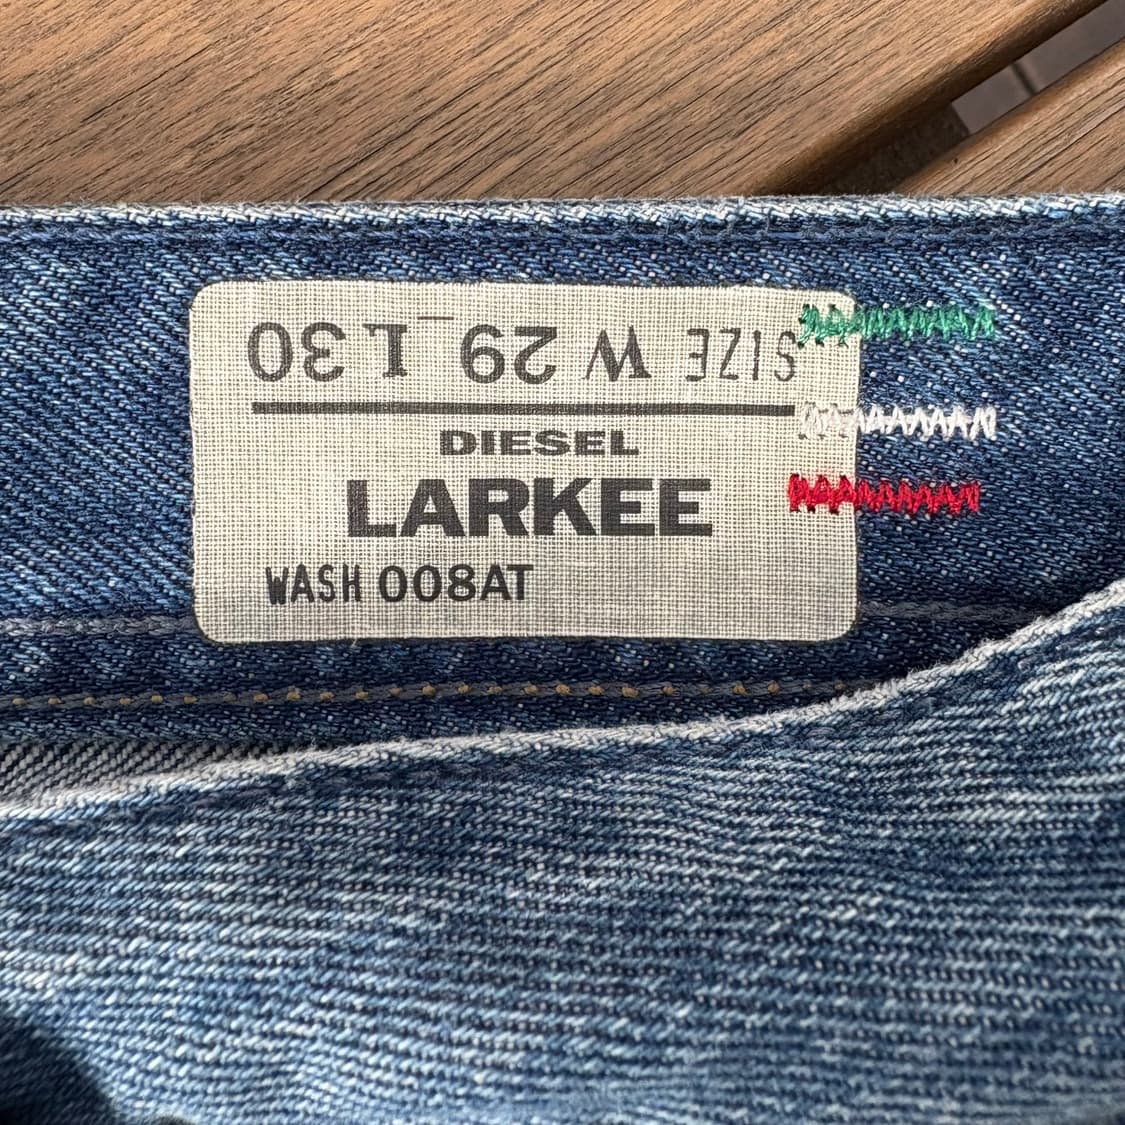 SIZE W 29 L 30
DIESEL
LARKEE
WASH 008AT